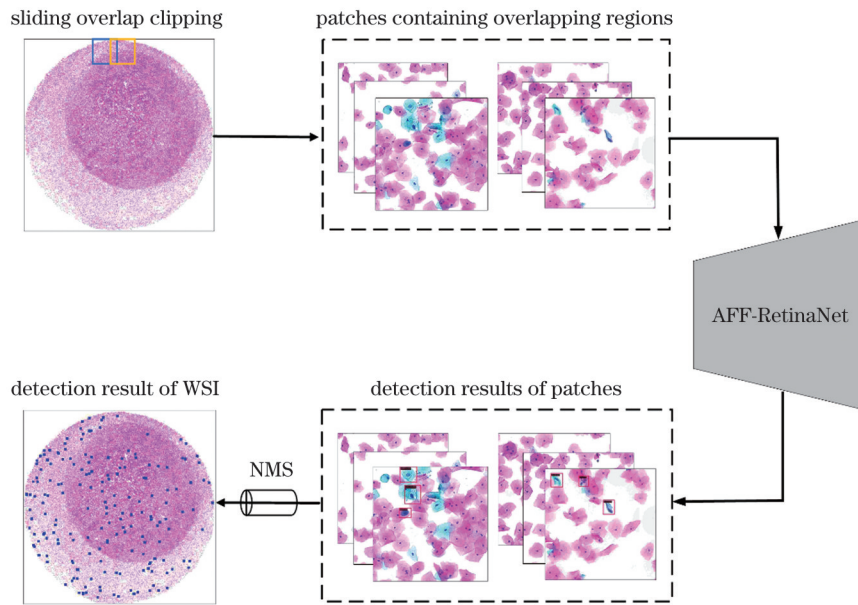 sliding overlap clipping
patches containing overlapping regions
AFF-RetinaNet
detection result of WSI
detection results of patches
NMS